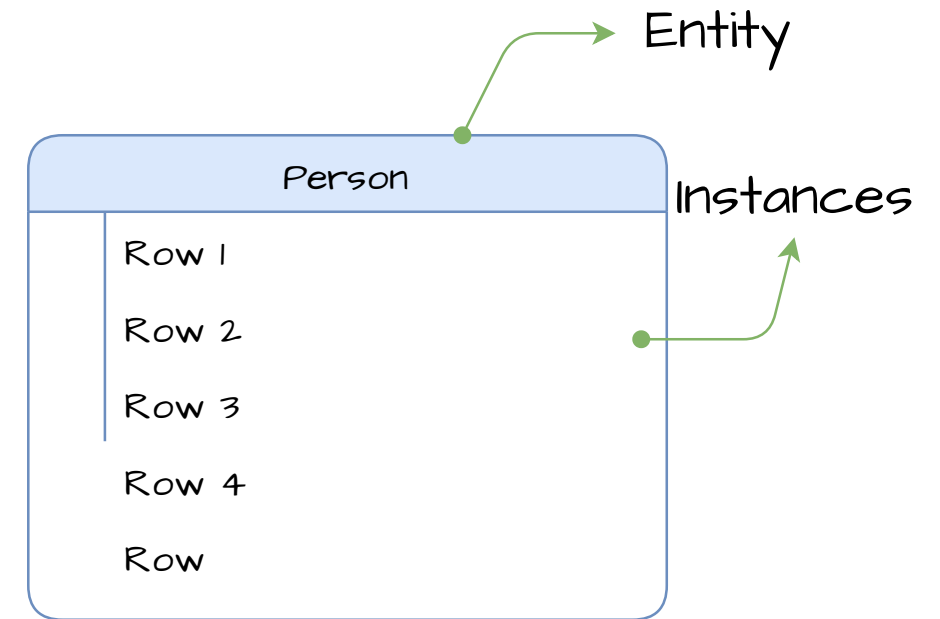 Entity
Person
Instances
Row 1
Row 2
Row 3
Row 4
Row